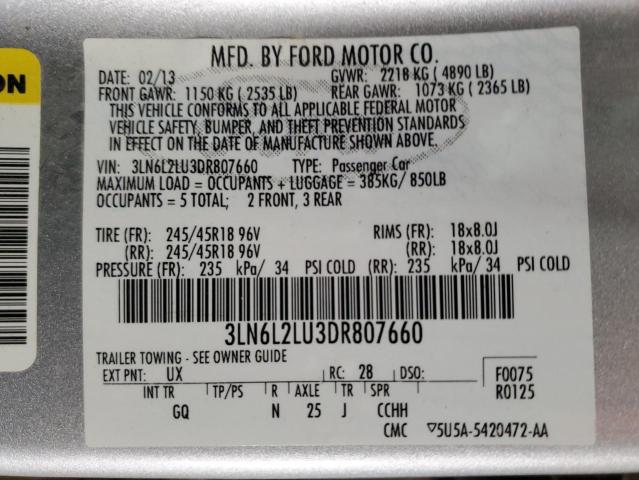 ON
MFD. BY FORD MOTOR CO.
DATE: 02/13 GVWR: 2218 KG ( 4890 LB)
FRONT GAWR: 1150 KG ( 2535 LB) REAR GAWR: 1073 KG ( 2365 LB)
THIS VEHICLE CONFORMS TO ALL APPLICABLE FEDERAL MOTOR
VEHICLE SAFETY, BUMPER, AND THEFT PREVENTION STANDARDS
IN EFFECT ON THE DATE OF MANUFACTURE SHOWN ABOVE.
VIN: 3LN6L2LU3DR807660 TYPE: Passenger Car
MAXIMUM LOAD = OCCUPANTS + LUGGAGE = 385KG/ 850LB
OCCUPANTS = 5 TOTAL; 2 FRONT, 3 REAR
TIRE (FR): 245/45R18 96V RIMS (FR): 18x8.0J
(RR): 245/45R18 96V (RR): 18x8.0J
PRESSURE (FR): 235 kPa/ 34 PSI COLD (RR): 235 kPa/ 34 PSI COLD
3LN6L2LU3DR807660
TRAILER TOWING - SEE OWNER GUIDE
EXT PNT: UX RC: 28 DSO: F0075
INT TR TP/PS R AXLE TR SPR R0125
GQ N 25 J CCHH
CMC ▽5U5A-5420472-AA